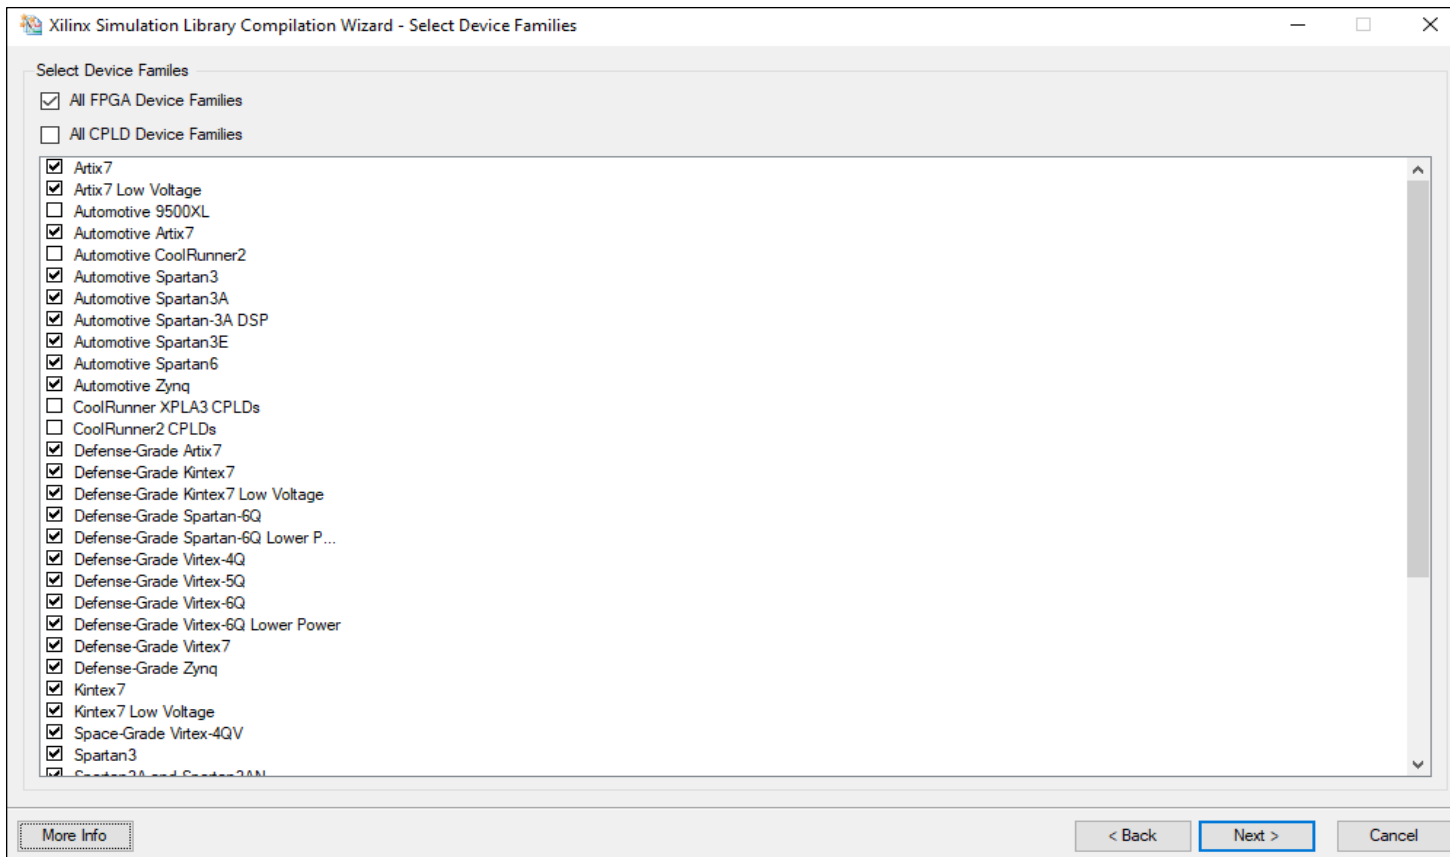 Xilinx Simulation Library Compilation Wizard - Select Device Families
Select Device Familes
All FPGA Device Families
All CPLD Device Families
Artix7
Artix7 Low Voltage
Automotive 9500XL
Automotive Artix7
Automotive CoolRunner2
Automotive Spartan3
Automotive Spartan3A
Automotive Spartan-3A DSP
Automotive Spartan3E
Automotive Spartan6
Automotive Zynq
CoolRunner XPLA3 CPLDs
CoolRunner2 CPLDs
Defense-Grade Artix7
Defense-Grade Kintex7
Defense-Grade Kintex7 Low Voltage
Defense-Grade Spartan-6Q
Defense-Grade Spartan-6Q Lower P...
Defense-Grade Virtex-4Q
Defense-Grade Virtex-5Q
Defense-Grade Virtex-6Q
Defense-Grade Virtex-6Q Lower Power
Defense-Grade Virtex7
Defense-Grade Zynq
Kintex7
Kintex7 Low Voltage
Space-Grade Virtex-4QV
Spartan3
Spartan3A and Spartan3AN
More Info
< Back
Next >
Cancel